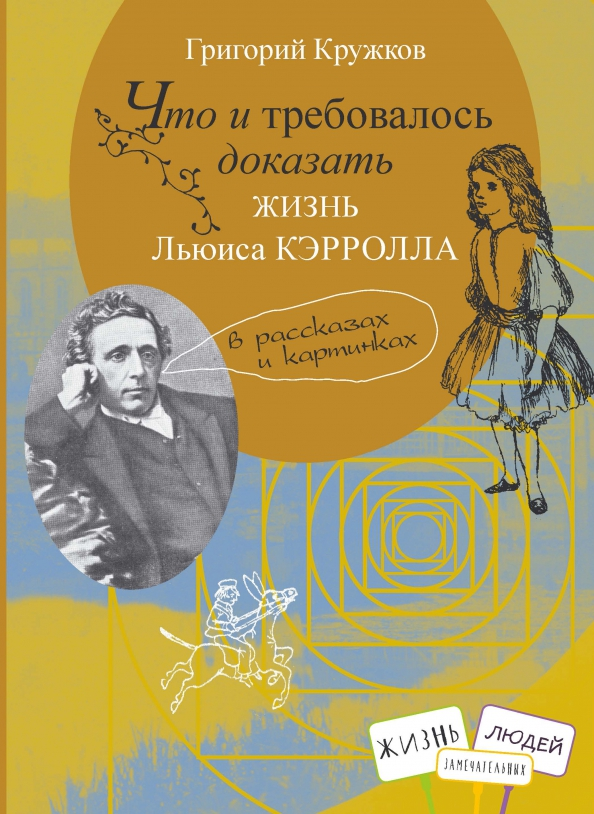 Григорий Кружков
Что и требовалось
доказать
ЖИЗНЬ
Льюиса КЭРРОЛЛА
в рассказах
и картинках
ЖИЗНЬ
ЛЮДЕЙ
ЗАМЕЧАТЕЛЬНЫХ